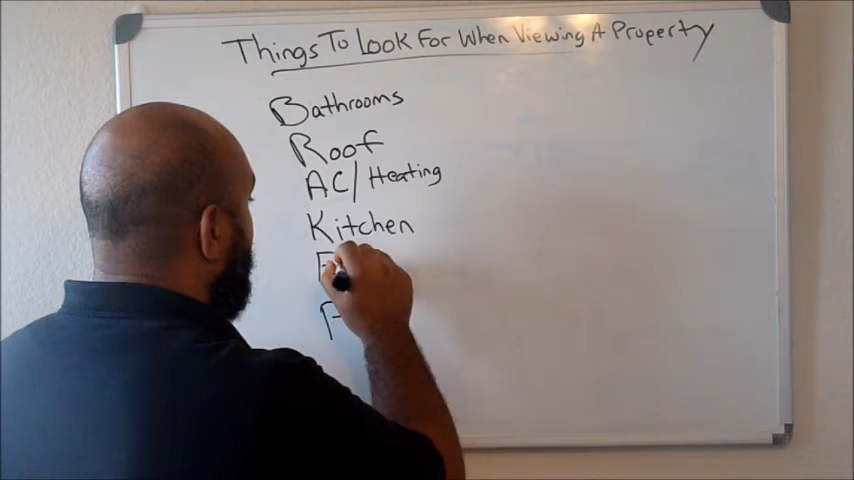 Things To Look For When Viewing A Property
Bathrooms
Roof
AC/Heating
Kitchen